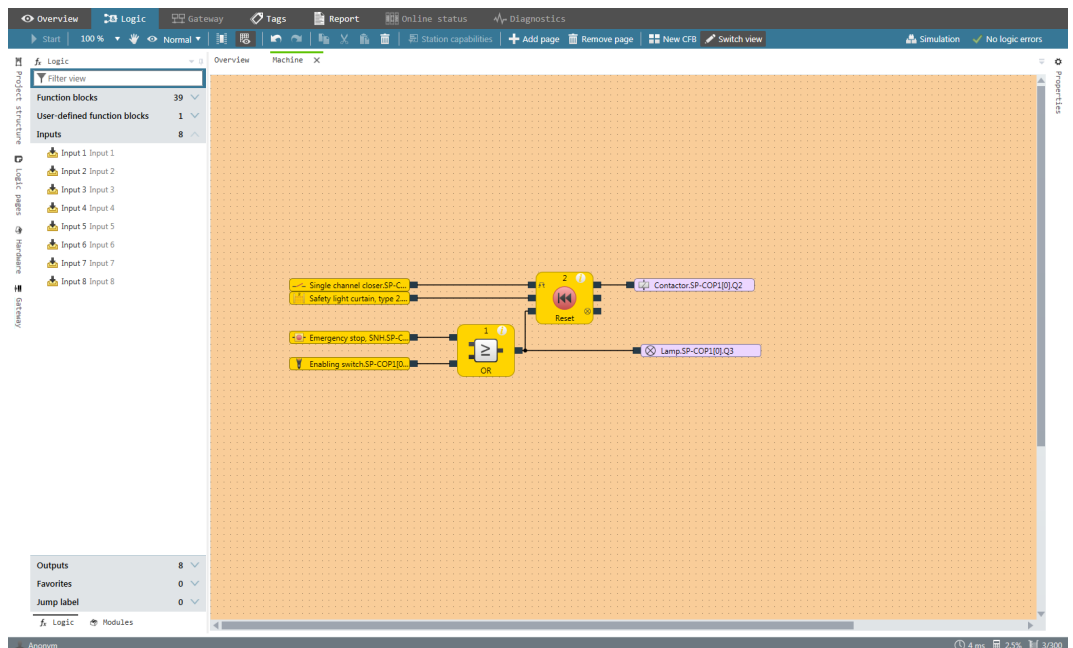 Overview Logic Gateway Tags Report Online status Diagnostics
Start 100 % Normal Station capabilities Add page Remove page New CFB Switch view Simulation No logic errors
Project structure
Logic pages
Hardware
Gateway
fx Logic
Filter view
Function blocks 39
User-defined function blocks 1
Inputs 8
Input 1 Input 1
Input 2 Input 2
Input 3 Input 3
Input 4 Input 4
Input 5 Input 5
Input 6 Input 6
Input 7 Input 7
Input 8 Input 8
Outputs 8
Favorites 0
Jump label 0
fx Logic Modules
Overview Machine
Single channel closer.SP-C...
Safety light curtain, type 2....
Emergency stop, SNH.SP-C...
Enabling switch.SP-COP1[0...
2
Reset
1
≥
OR
Contactor.SP-COP1[0].Q2
Lamp.SP-COP1[0].Q3
Properties
Anonym 4 ms 2.5% 3/300